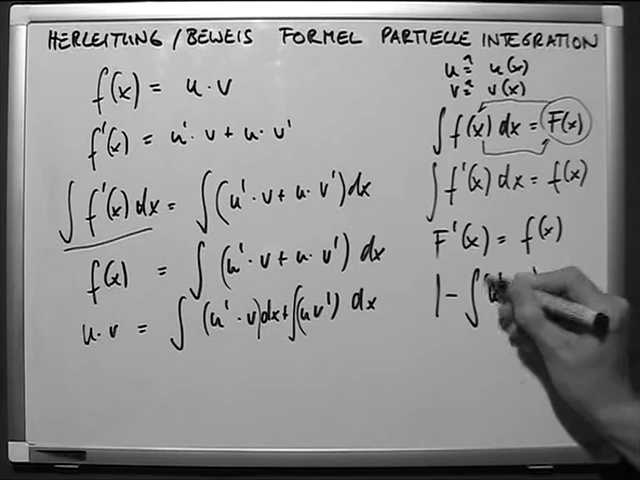 HERLEITUNG / BEWEIS FORMEL PARTIELLE INTEGRATION
f(x) = u · v
f'(x) = u' · v + u · v'
∫ f'(x) dx = ∫ (u' · v + u · v') dx
f(x) = ∫ (u' · v + u · v') dx
u · v = ∫ (u' · v) dx + ∫ (u v') dx
u ≙ u(x)
v ≙ v(x)
∫ f(x) dx = F(x)
∫ f'(x) dx = f(x)
F'(x) = f(x)
| - ∫ (u'